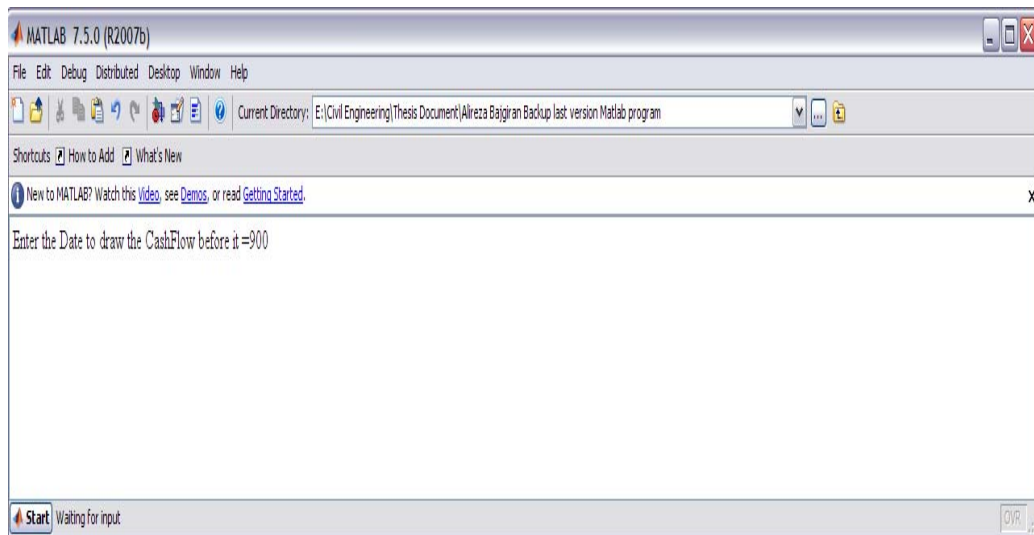 MATLAB 7.5.0 (R2007b)
File Edit Debug Distributed Desktop Window Help
Current Directory: E:\Civil Engineering\Thesis Document\Alireza Bajgiran Backup last version Matlab program
Shortcuts How to Add What's New
New to MATLAB? Watch this Video, see Demos, or read Getting Started.
Enter the Date to draw the CashFlow before it =900
Start Waiting for input
OVR